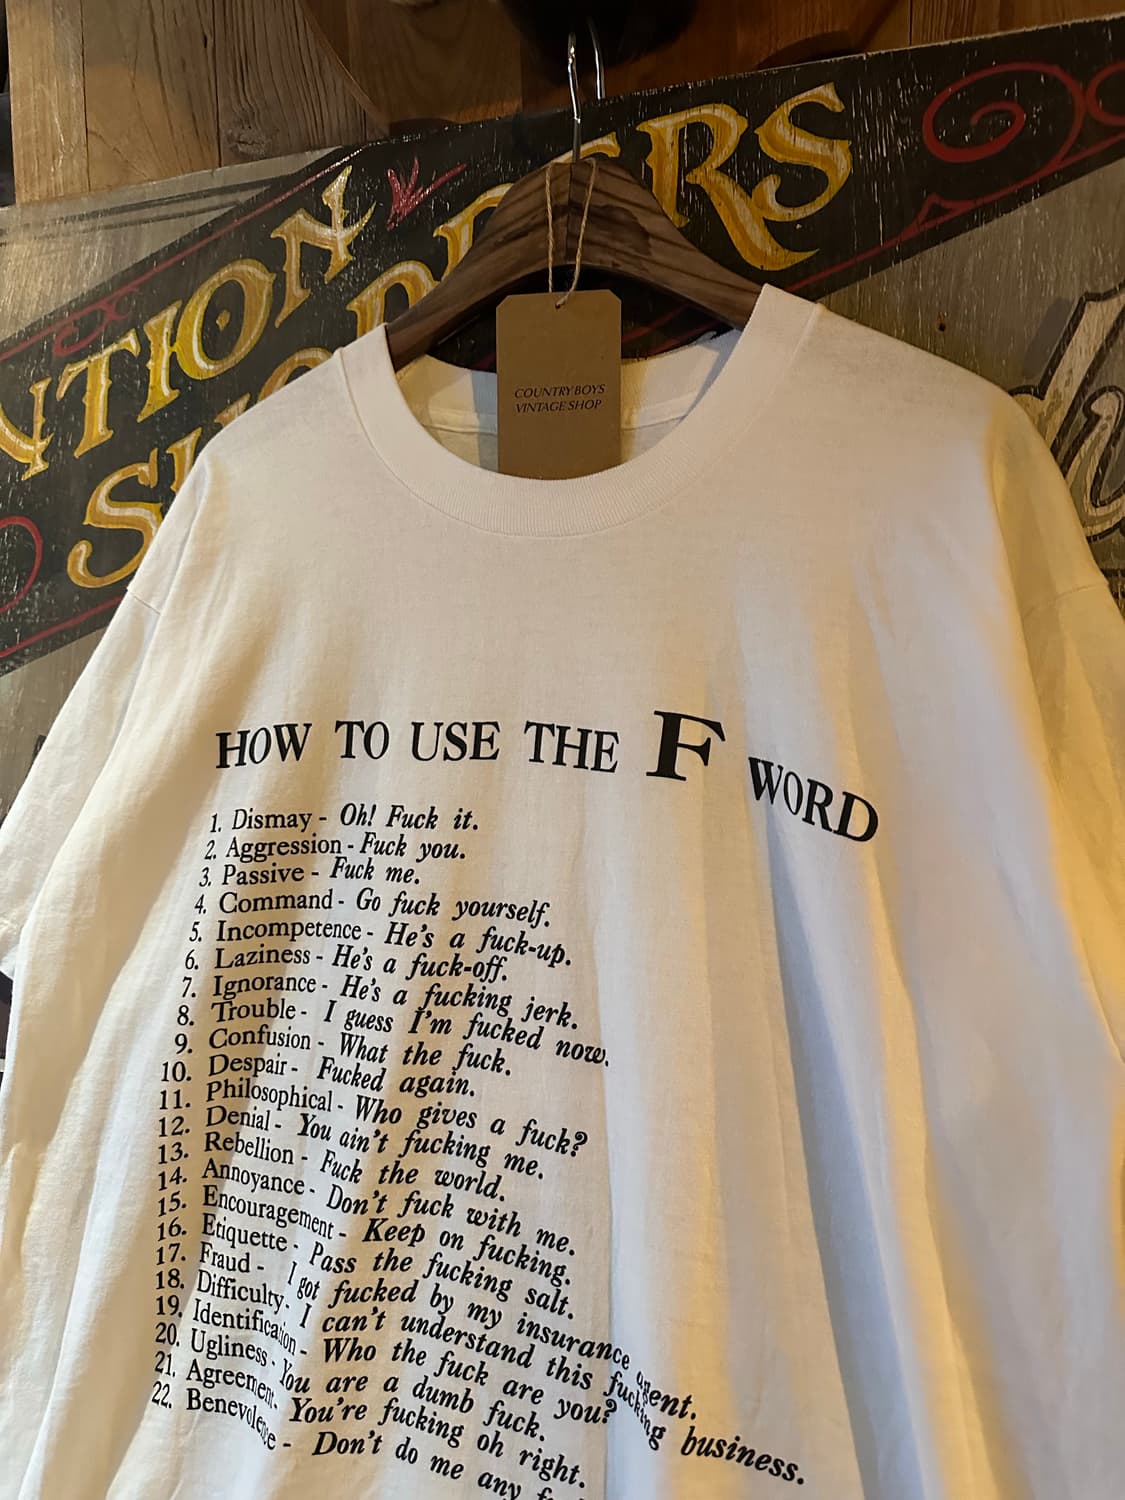 NTION
ERS
COUNTRY BOYS
VINTAGE SHOP
HOW TO USE THE F WORD
1. Dismay - Oh! Fuck it.
2. Aggression - Fuck you.
3. Passive - Fuck me.
4. Command - Go fuck yourself.
5. Incompetence - He's a fuck-up.
6. Laziness - He's a fuck-off.
7. Ignorance - He's a fucking jerk.
8. Trouble - I guess I'm fucked now.
9. Confusion - What the fuck.
10. Despair - Fucked again.
11. Philosophical - Who gives a fuck?
12. Denial - You ain't fucking me.
13. Rebellion - Fuck the world.
14. Annoyance - Don't fuck with me.
15. Encouragement - Keep on fucking.
16. Etiquette - Pass the fucking salt.
17. Fraud - I got fucked by my insurance agent.
18. Difficulty - I can't understand this fucking business.
19. Identification - Who the fuck are you?
20. Ugliness - You are a dumb fuck.
21. Agreement - You're fucking oh right.
22. Benevolence - Don't do me any